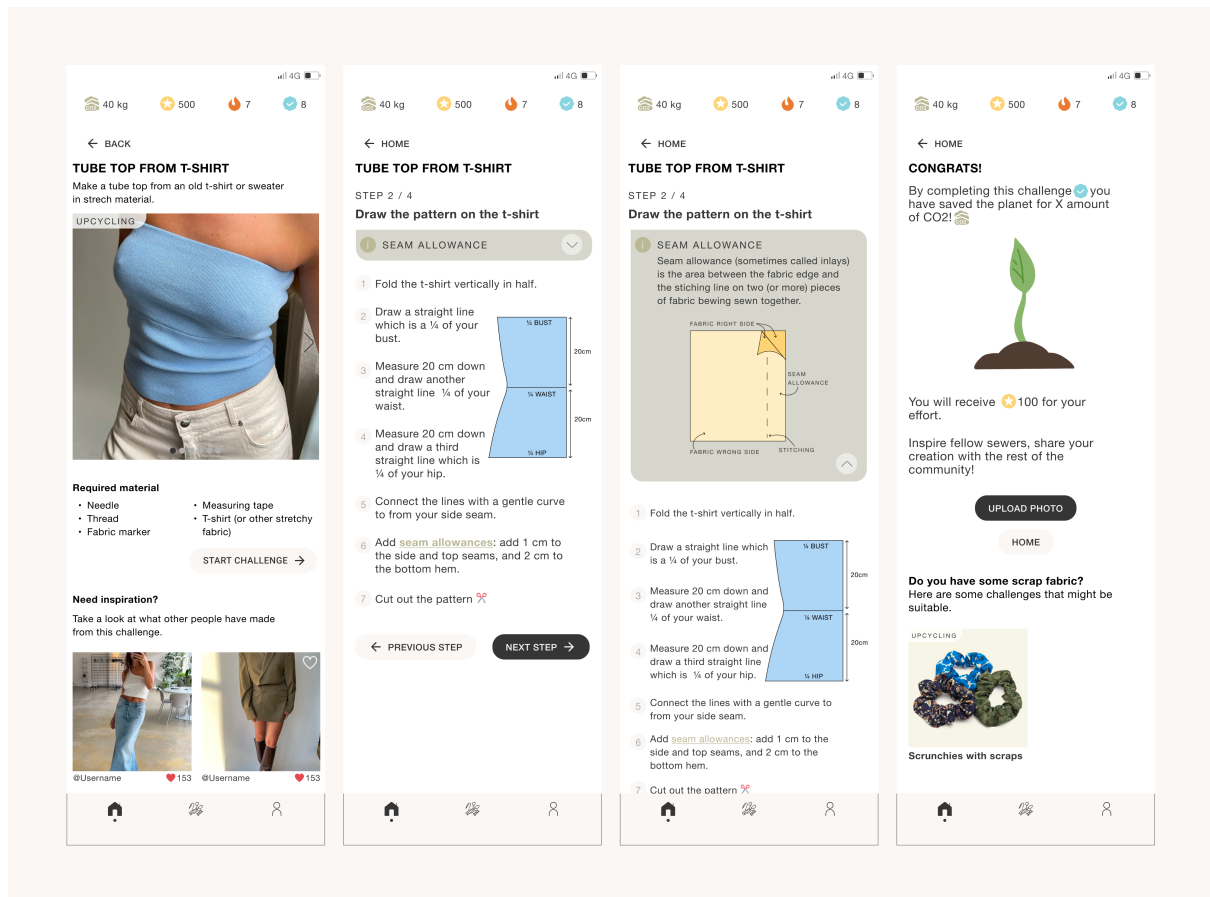 4G
40 kg 500 7 8
BACK
TUBE TOP FROM T-SHIRT
Make a tube top from an old t-shirt or sweater
in strech material.
UPCYCLING
Required material
• Needle
• Thread
• Fabric marker
• Measuring tape
• T-shirt (or other stretchy
fabric)
START CHALLENGE
Need inspiration?
Take a look at what other people have made
from this challenge.
@Username 153
@Username 153
4G
40 kg 500 7 8
HOME
TUBE TOP FROM T-SHIRT
STEP 2 / 4
Draw the pattern on the t-shirt
i SEAM ALLOWANCE
1 Fold the t-shirt vertically in half.
2 Draw a straight line
which is a ¼ of your
bust.
3 Measure 20 cm down
and draw another
straight line ¼ of your
waist.
4 Measure 20 cm down
and draw a third
straight line which is
¼ of your hip.
¼ BUST
20cm
¼ WAIST
20cm
¼ HIP
5 Connect the lines with a gentle curve
to from your side seam.
6 Add seam allowances: add 1 cm to
the side and top seams, and 2 cm to
the bottom hem.
7 Cut out the pattern
PREVIOUS STEP
NEXT STEP
4G
40 kg 500 7 8
HOME
TUBE TOP FROM T-SHIRT
STEP 2 / 4
Draw the pattern on the t-shirt
i SEAM ALLOWANCE
Seam allowance (sometimes called inlays)
is the area between the fabric edge and
the stiching line on two (or more) pieces
of fabric bewing sewn together.
FABRIC RIGHT SIDE
SEAM
ALLOWANCE
FABRIC WRONG SIDE
STITCHING
1 Fold the t-shirt vertically in half.
2 Draw a straight line which
is a ¼ of your bust.
3 Measure 20 cm down and
draw another straight line
¼ of your waist.
4 Measure 20 cm down and
draw a third straight line
which is ¼ of your hip.
¼ BUST
20cm
¼ WAIST
20cm
¼ HIP
5 Connect the lines with a gentle curve to
from your side seam.
6 Add seam allowances: add 1 cm to the
side and top seams, and 2 cm to the
bottom hem.
7 Cut out the pattern
4G
40 kg 500 7 8
HOME
CONGRATS!
By completing this challenge you
have saved the planet for X amount
of CO2!
You will receive 100 for your
effort.
Inspire fellow sewers, share your
creation with the rest of the
community!
UPLOAD PHOTO
HOME
Do you have some scrap fabric?
Here are some challenges that might be
suitable.
UPCYCLING
Scrunchies with scraps